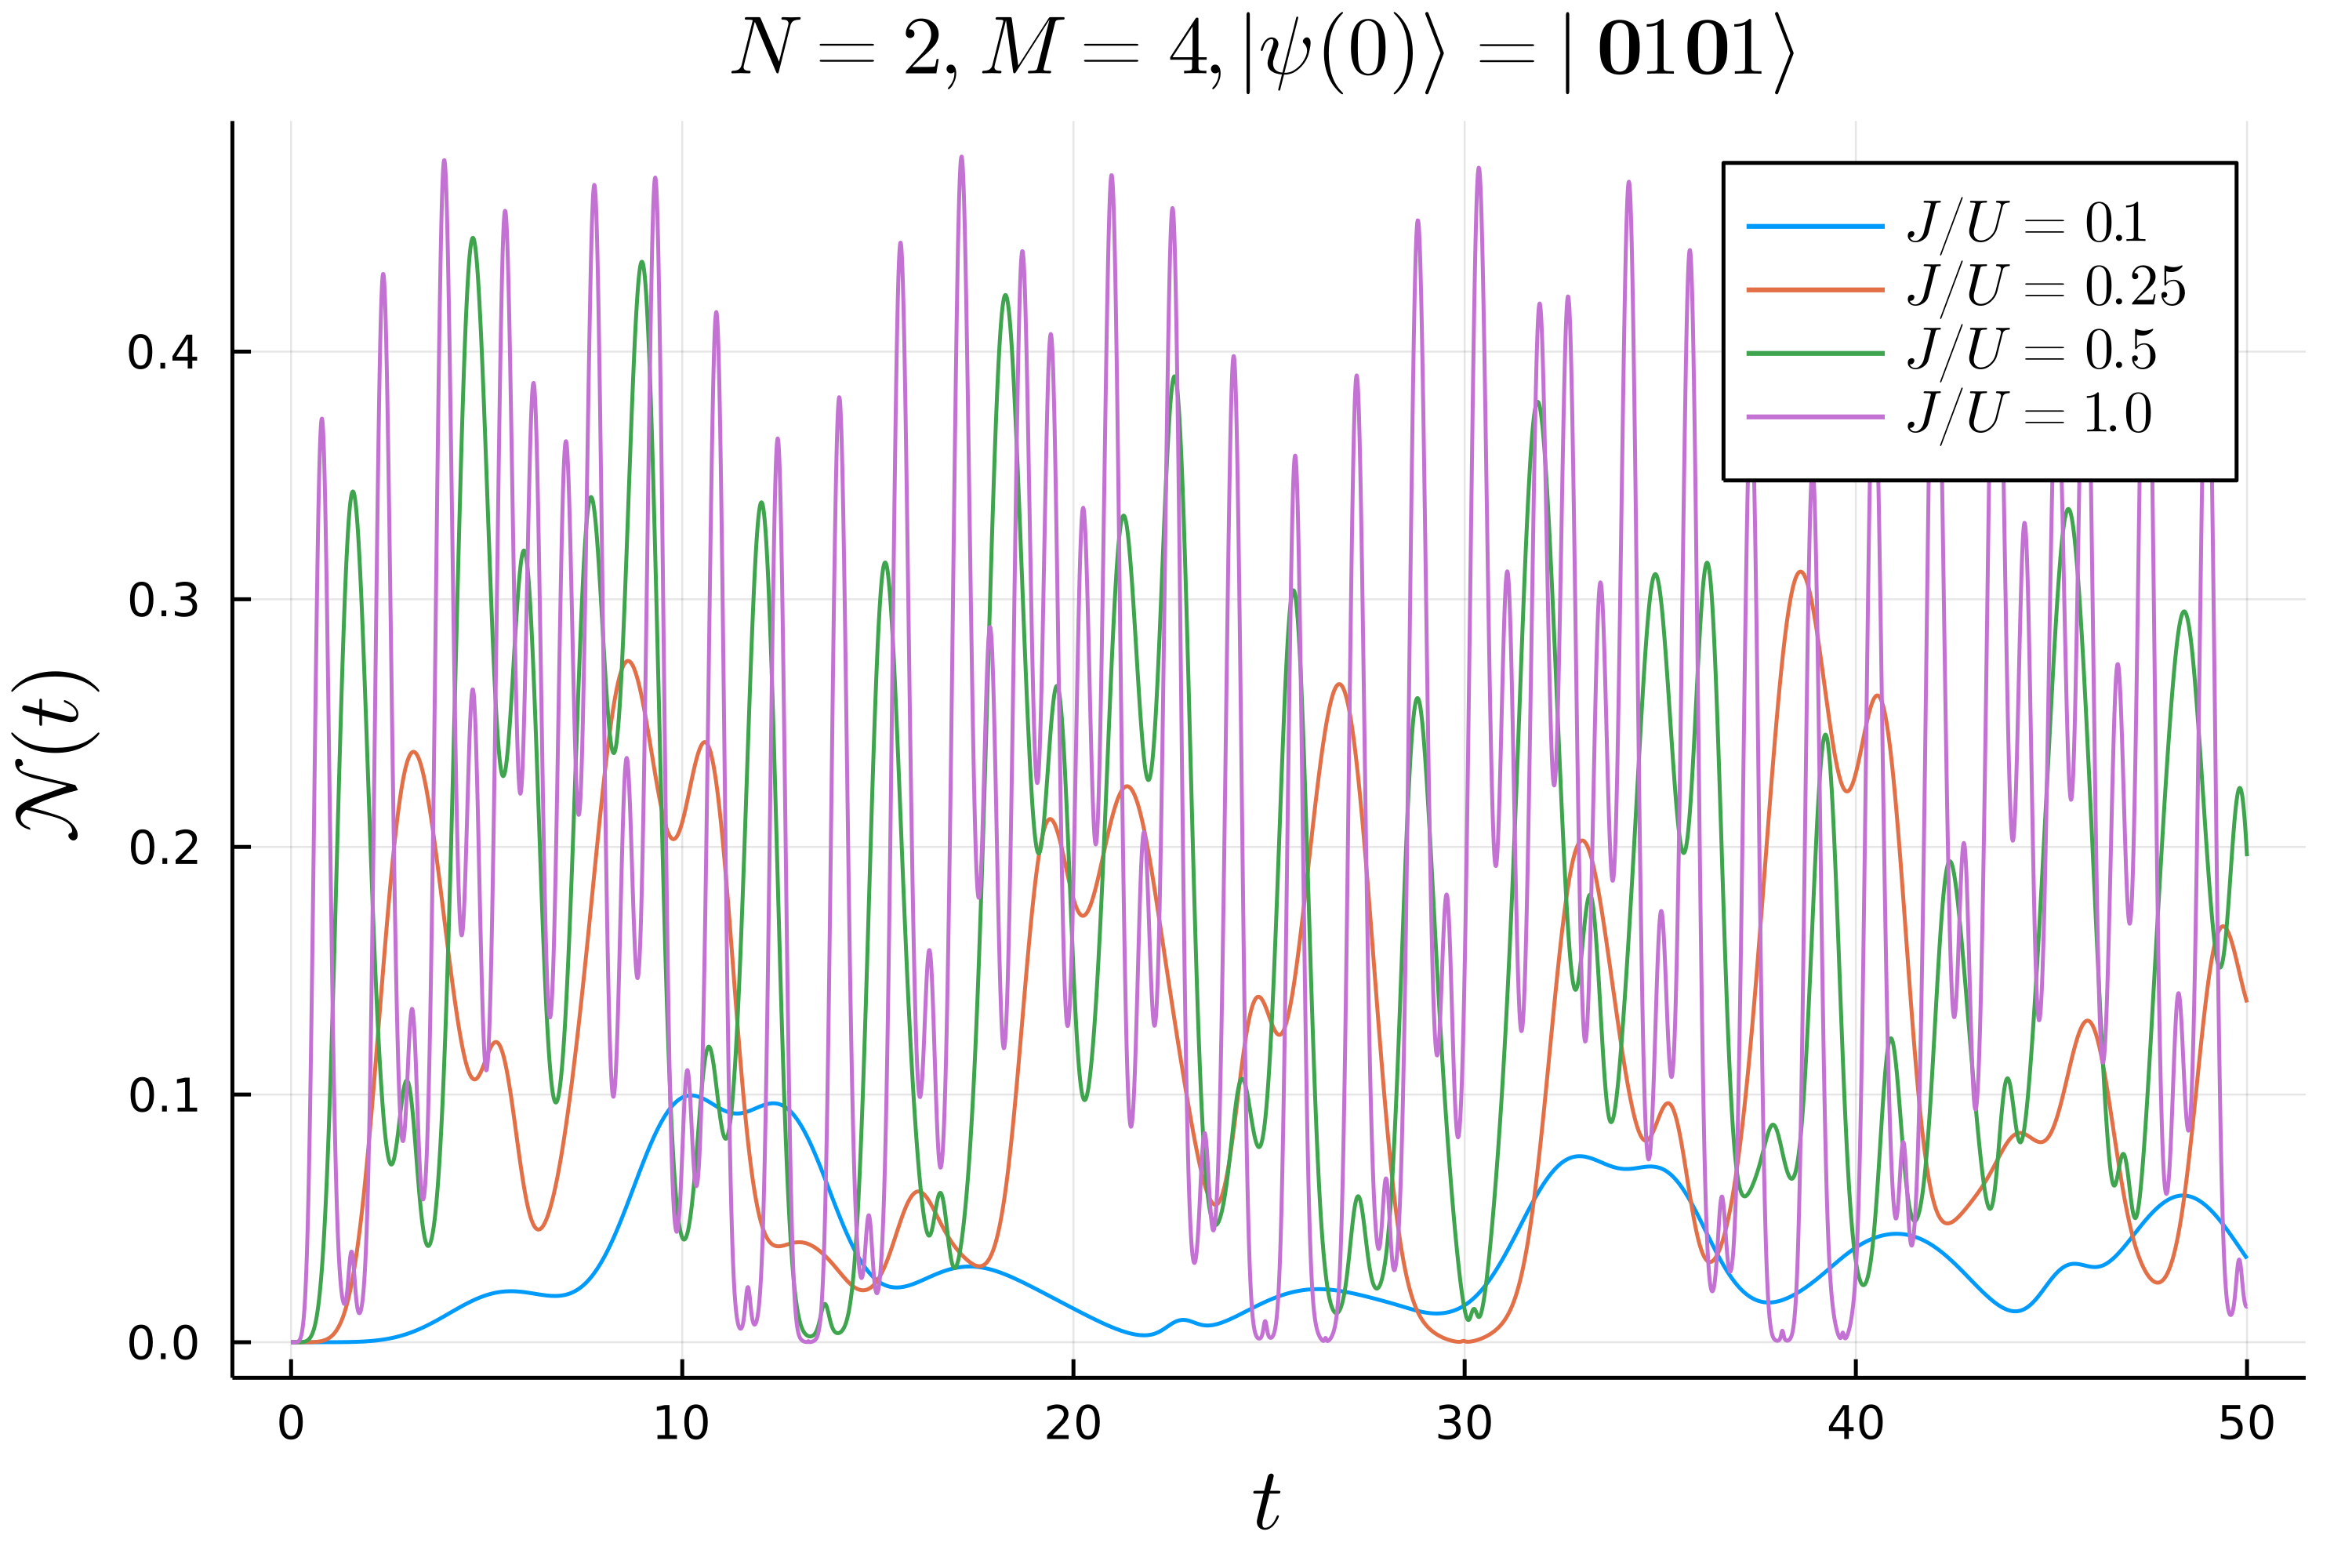 N = 2, M = 4, |ψ(0)⟩ = | 0101⟩
J/U = 0.1
J/U = 0.25
J/U = 0.5
J/U = 1.0
𝒩(t)
0.4
0.3
0.2
0.1
0.0
0 10 20 30 40 50
t